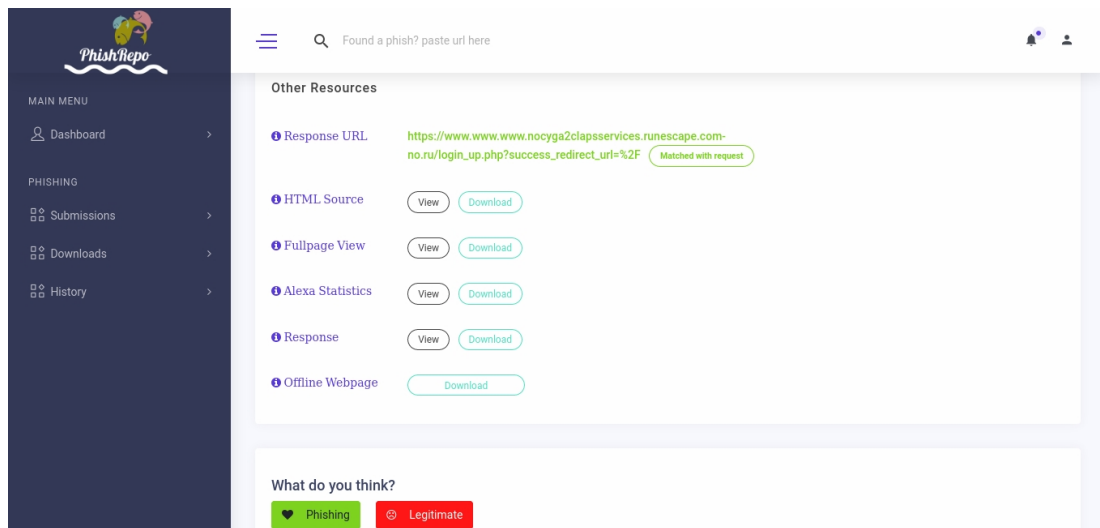 PhishRepo
Found a phish? paste url here
MAIN MENU
Dashboard
PHISHING
Submissions
Downloads
History
Other Resources
Response URL
https://www.www.www.nocyga2clapsservices.runescape.com-
no.ru/login_up.php?success_redirect_url=%2F Matched with request
HTML Source View Download
Fullpage View View Download
Alexa Statistics View Download
Response View Download
Offline Webpage Download
What do you think?
Phishing Legitimate